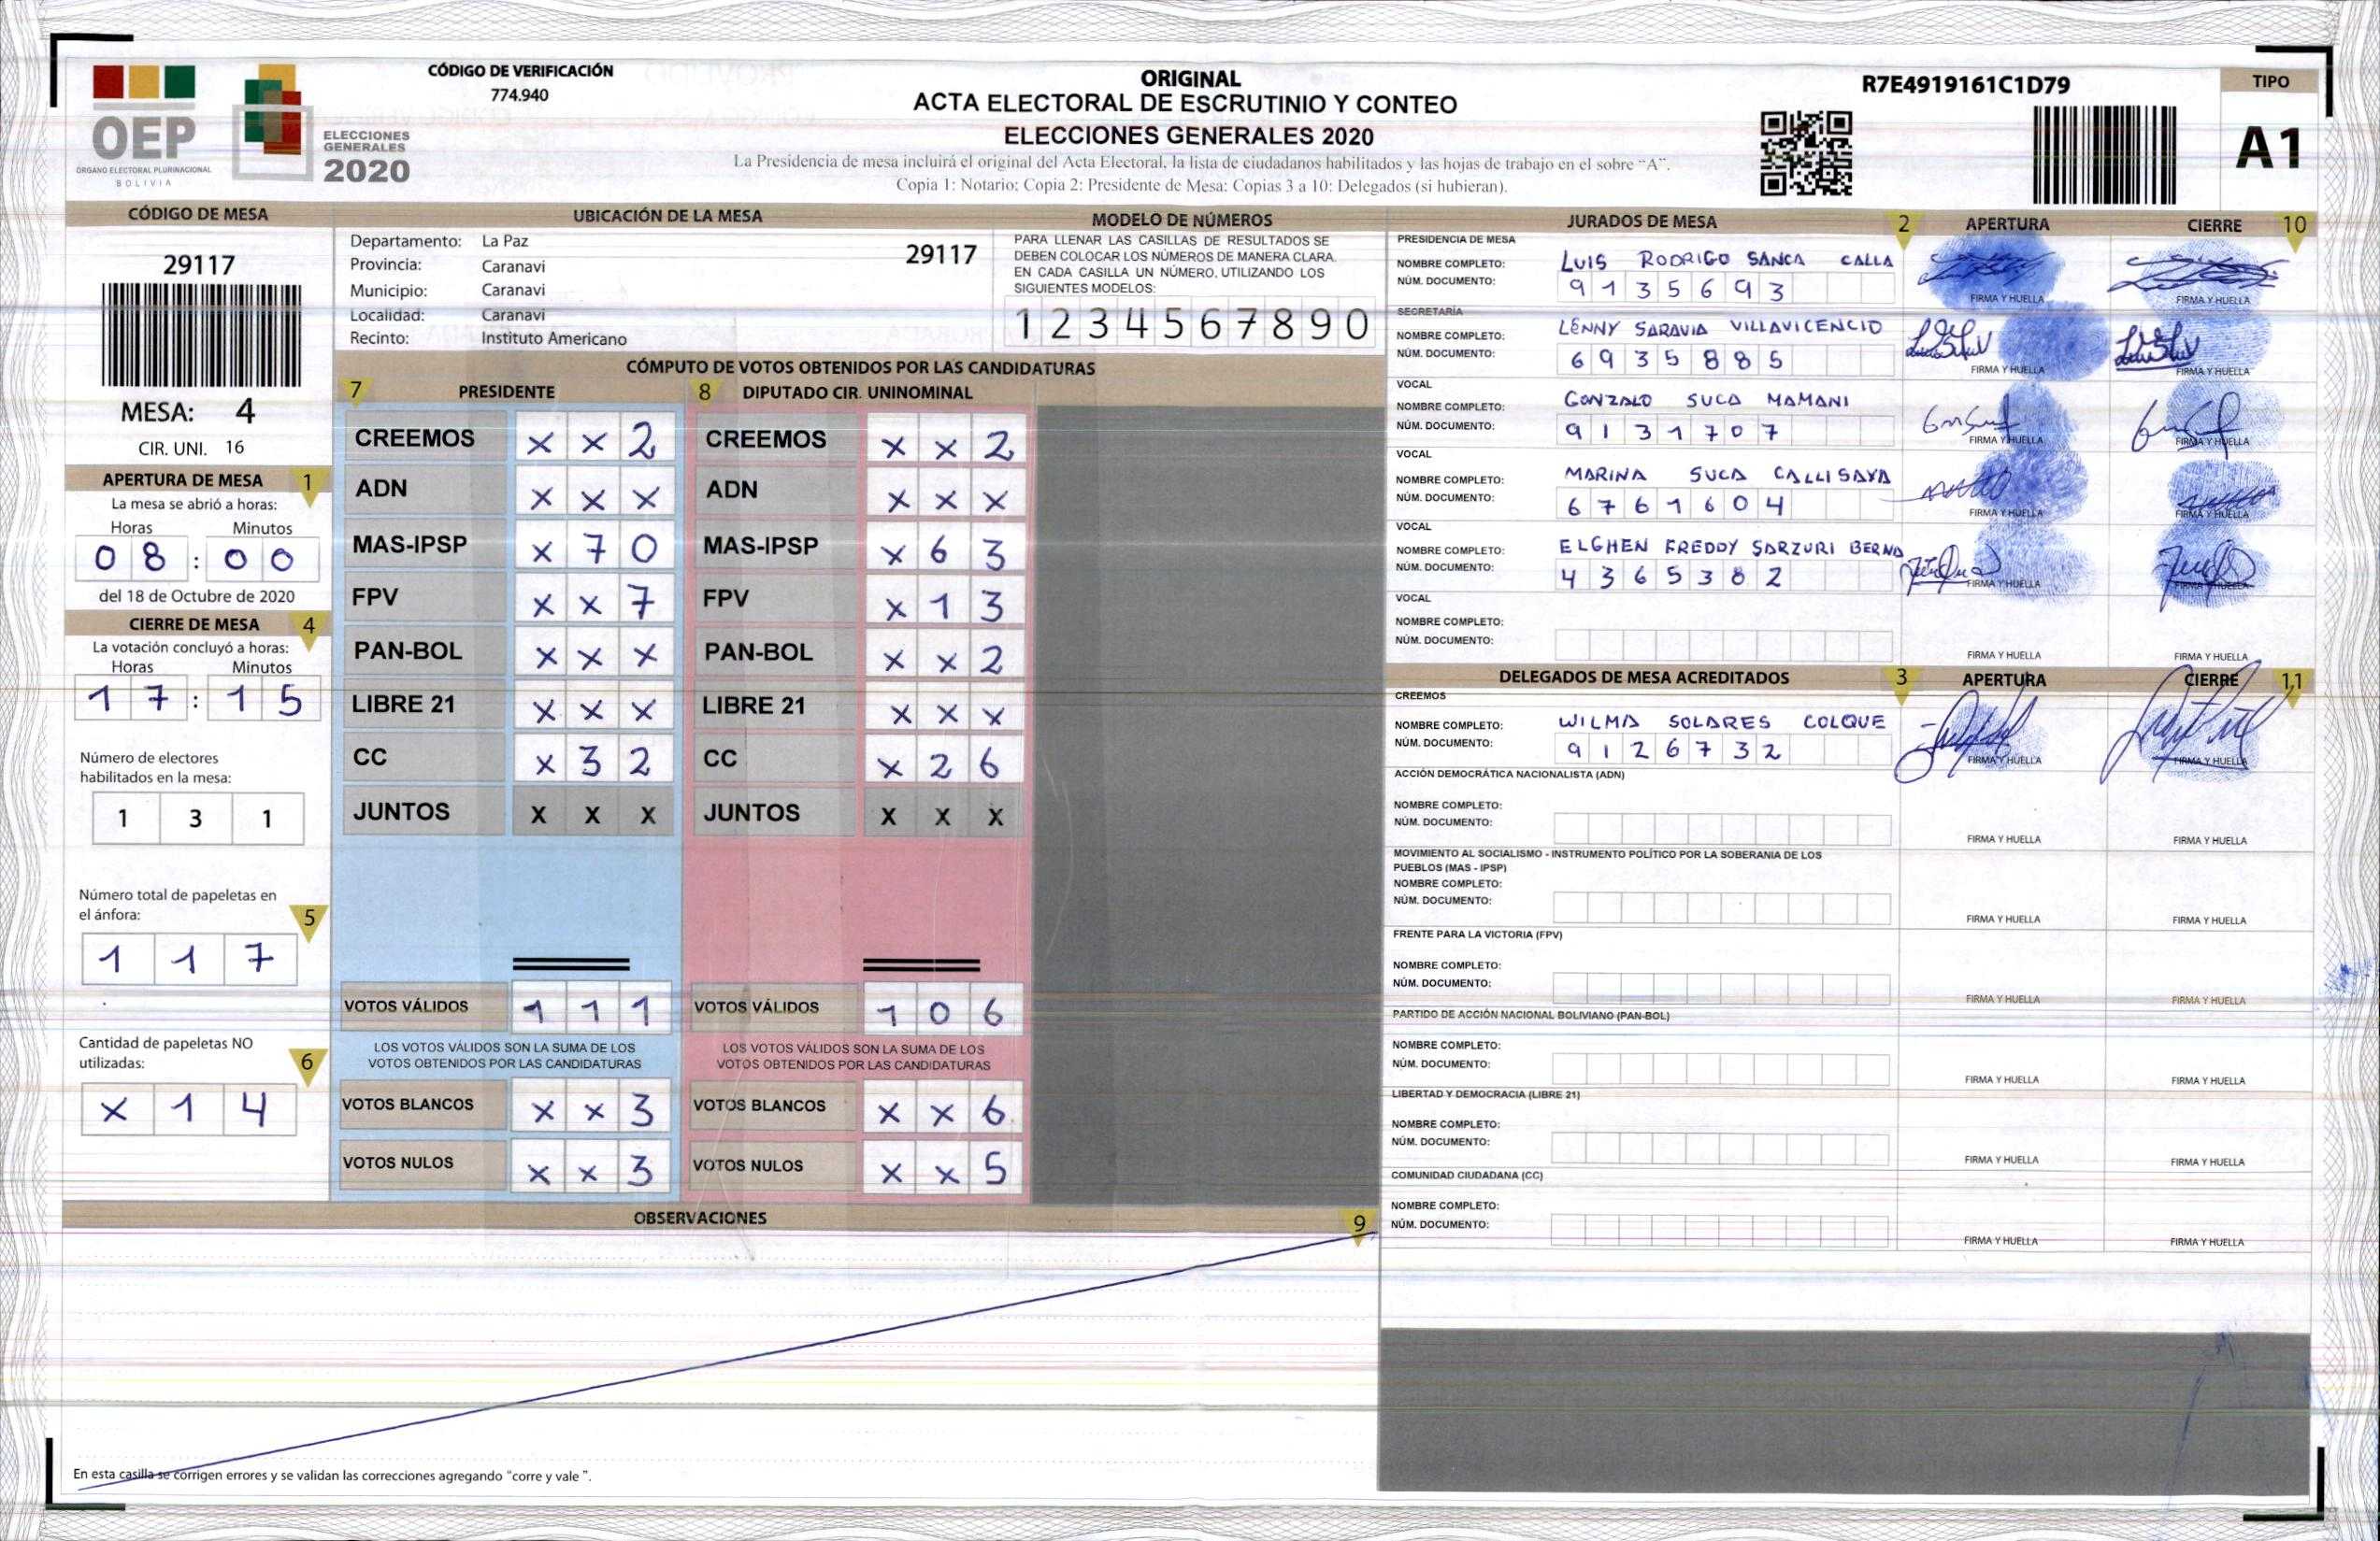 OEP
ÓRGANO ELECTORAL PLURINACIONAL
BOLIVIA
ELECCIONES
GENERALES
2020
CÓDIGO DE VERIFICACIÓN
774.940
ORIGINAL
ACTA ELECTORAL DE ESCRUTINIO Y CONTEO
ELECCIONES GENERALES 2020
La Presidencia de mesa incluirá el original del Acta Electoral, la lista de ciudadanos habilitados y las hojas de trabajo en el sobre “A”.
Copia 1: Notario; Copia 2: Presidente de Mesa; Copias 3 a 10: Delegados (si hubieran).
R7E4919161C1D79
TIPO
A1
CÓDIGO DE MESA
29117
MESA: 4
CIR. UNI. 16
APERTURA DE MESA 1
La mesa se abrió a horas:
Horas Minutos
0 8 : 0 0
del 18 de Octubre de 2020
CIERRE DE MESA 4
La votación concluyó a horas:
Horas Minutos
1 7 : 1 5
Número de electores
habilitados en la mesa:
1 3 1
Número total de papeletas en
el ánfora: 5
1 1 7
Cantidad de papeletas NO
utilizadas: 6
X 1 4
UBICACIÓN DE LA MESA
Departamento: La Paz 29117
Provincia: Caranavi
Municipio: Caranavi
Localidad: Caranavi
Recinto: Instituto Americano
MODELO DE NÚMEROS
PARA LLENAR LAS CASILLAS DE RESULTADOS SE
DEBEN COLOCAR LOS NÚMEROS DE MANERA CLARA.
EN CADA CASILLA UN NÚMERO, UTILIZANDO LOS
SIGUIENTES MODELOS:
1 2 3 4 5 6 7 8 9 0
CÓMPUTO DE VOTOS OBTENIDOS POR LAS CANDIDATURAS
7 PRESIDENTE 8 DIPUTADO CIR. UNINOMINAL
CREEMOS X X 2 CREEMOS X X 2
ADN X X X ADN X X X
MAS-IPSP X 7 0 MAS-IPSP X 6 3
FPV X X 7 FPV X 1 3
PAN-BOL X X X PAN-BOL X X 2
LIBRE 21 X X X LIBRE 21 X X X
CC X 3 2 CC X 2 6
JUNTOS X X X JUNTOS X X X
VOTOS VÁLIDOS 1 1 1 VOTOS VÁLIDOS 1 0 6
LOS VOTOS VÁLIDOS SON LA SUMA DE LOS LOS VOTOS VÁLIDOS SON LA SUMA DE LOS
VOTOS OBTENIDOS POR LAS CANDIDATURAS VOTOS OBTENIDOS POR LAS CANDIDATURAS
VOTOS BLANCOS X X 3 VOTOS BLANCOS X X 6
VOTOS NULOS X X 3 VOTOS NULOS X X 5
OBSERVACIONES 9
En esta casilla se corrigen errores y se validan las correcciones agregando “corre y vale”.
JURADOS DE MESA 2 APERTURA CIERRE 10
PRESIDENCIA DE MESA
NOMBRE COMPLETO: LUIS RODRIGO SANCA CALLA
NÚM. DOCUMENTO: 9 1 3 5 6 9 3
FIRMA Y HUELLA FIRMA Y HUELLA
SECRETARÍA
NOMBRE COMPLETO: LENNY SARAVIA VILLAVICENCIO
NÚM. DOCUMENTO: 6 9 3 5 8 8 5
FIRMA Y HUELLA FIRMA Y HUELLA
VOCAL
NOMBRE COMPLETO: GONZALO SUCA MAMANI
NÚM. DOCUMENTO: 9 1 3 1 7 0 7
FIRMA Y HUELLA FIRMA Y HUELLA
VOCAL
NOMBRE COMPLETO: MARINA SUCA CALLISAYA
NÚM. DOCUMENTO: 6 7 6 1 6 0 4
FIRMA Y HUELLA FIRMA Y HUELLA
VOCAL
NOMBRE COMPLETO: ELGHEN FREDDY SARZURI BERNA
NÚM. DOCUMENTO: 4 3 6 5 3 8 2
FIRMA Y HUELLA FIRMA Y HUELLA
VOCAL
NOMBRE COMPLETO:
NÚM. DOCUMENTO:
FIRMA Y HUELLA FIRMA Y HUELLA
DELEGADOS DE MESA ACREDITADOS 3 APERTURA CIERRE 11
CREEMOS
NOMBRE COMPLETO: WILMA SOLARES COLQUE
NÚM. DOCUMENTO: 9 1 2 6 7 3 2
FIRMA Y HUELLA FIRMA Y HUELLA
ACCIÓN DEMOCRÁTICA NACIONALISTA (ADN)
NOMBRE COMPLETO:
NÚM. DOCUMENTO:
FIRMA Y HUELLA FIRMA Y HUELLA
MOVIMIENTO AL SOCIALISMO - INSTRUMENTO POLÍTICO POR LA SOBERANIA DE LOS
PUEBLOS (MAS - IPSP)
NOMBRE COMPLETO:
NÚM. DOCUMENTO:
FIRMA Y HUELLA FIRMA Y HUELLA
FRENTE PARA LA VICTORIA (FPV)
NOMBRE COMPLETO:
NÚM. DOCUMENTO:
FIRMA Y HUELLA FIRMA Y HUELLA
PARTIDO DE ACCIÓN NACIONAL BOLIVIANO (PAN-BOL)
NOMBRE COMPLETO:
NÚM. DOCUMENTO:
FIRMA Y HUELLA FIRMA Y HUELLA
LIBERTAD Y DEMOCRACIA (LIBRE 21)
NOMBRE COMPLETO:
NÚM. DOCUMENTO:
FIRMA Y HUELLA FIRMA Y HUELLA
COMUNIDAD CIUDADANA (CC)
NOMBRE COMPLETO:
NÚM. DOCUMENTO:
FIRMA Y HUELLA FIRMA Y HUELLA